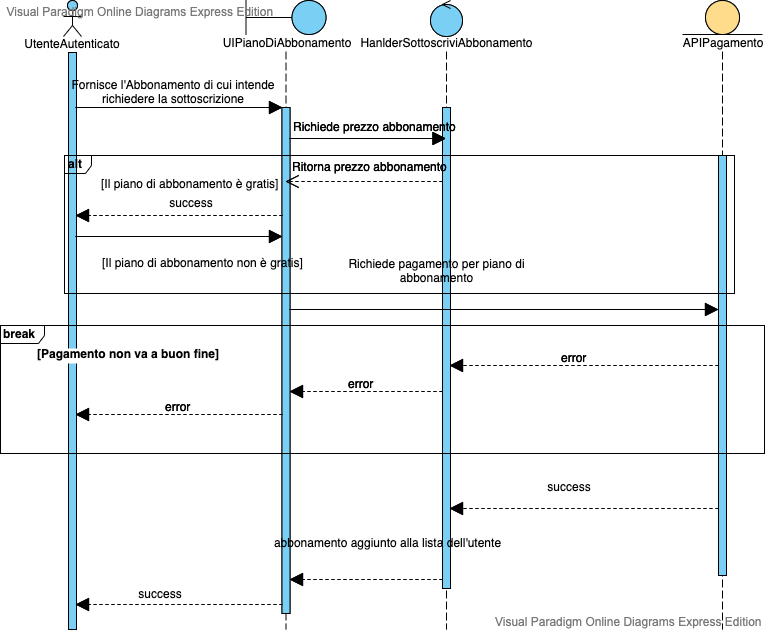 Visual Paradigm Online Diagrams Express Edition
UtenteAutenticato
UIPianoDiAbbonamento
HanlderSottoscriviAbbonamento
APIPagamento
Fornisce l'Abbonamento di cui intende
richiedere la sottoscrizione
Richiede prezzo abbonamento
alt
Ritorna prezzo abbonamento
[Il piano di abbonamento è gratis]
success
[Il piano di abbonamento non è gratis]
Richiede pagamento per piano di
abbonamento
break
[Pagamento non va a buon fine]
error
error
error
success
abbonamento aggiunto alla lista dell'utente
success
Visual Paradigm Online Diagrams Express Edition